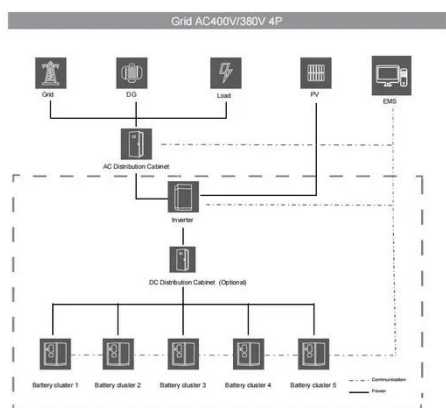 Grid AC400V/380V 4P
Grid
DG
Load
PV
EMS
AC Distribution Cabinet
Inverter
DC Distribution Cabinet (Optional)
Battery cluster 1
Battery cluster 2
Battery cluster 3
Battery cluster 4
Battery cluster 5
Communication
Power